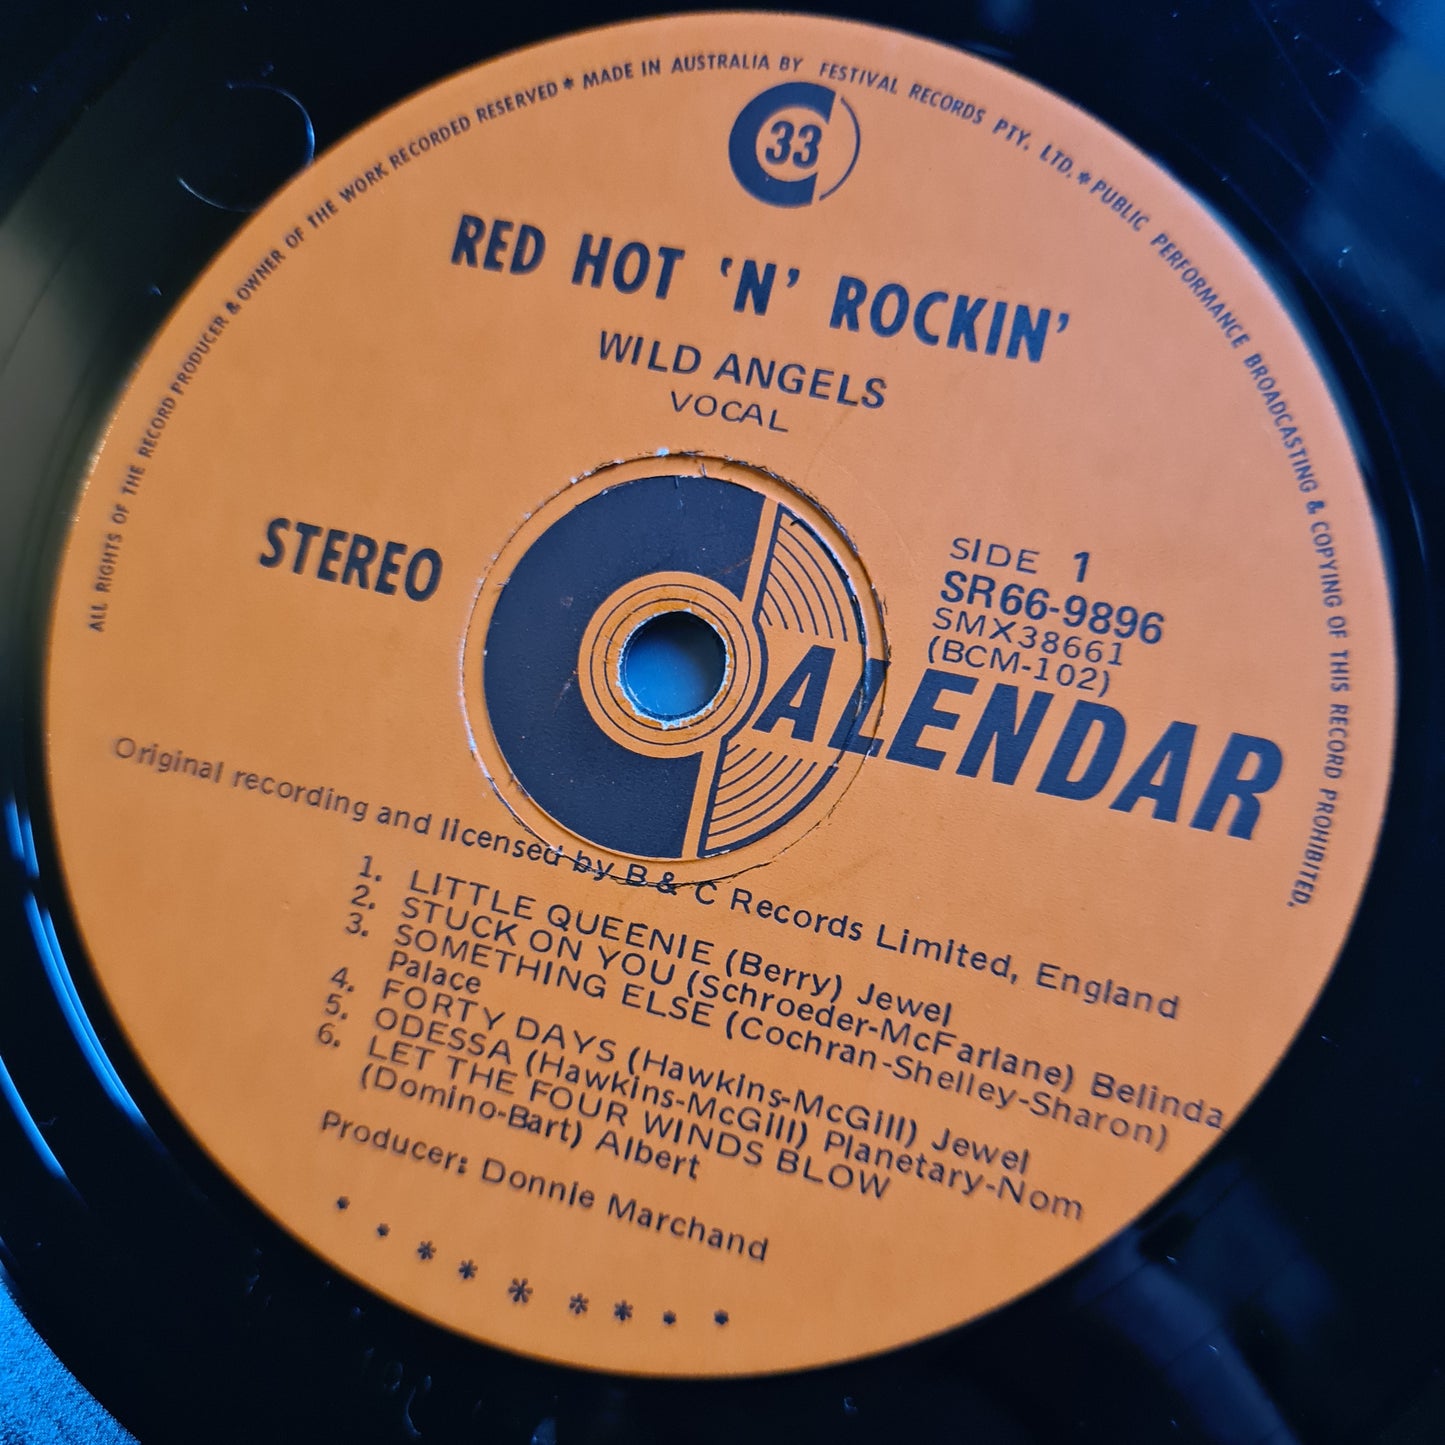 ALL RIGHTS OF THE RECORD PRODUCER & OWNER OF THE WORK RECORDED RESERVED * MADE IN AUSTRALIA BY FESTIVAL RECORDS PTY. LTD. * PUBLIC PERFORMANCE BROADCASTING & COPYING OF THIS RECORD PROHIBITED.
C 33
RED HOT 'N' ROCKIN'
WILD ANGELS
VOCAL
STEREO
SIDE 1
SR66-9896
SMX38661
(BCM-102)
CALENDAR
Original recording and licensed by B & C Records Limited, England
1. LITTLE QUEENIE (Berry) Jewel
2. STUCK ON YOU (Schroeder-McFarlane) Belinda
3. SOMETHING ELSE (Cochran-Shelley-Sharon)
Palace
4. FORTY DAYS (Hawkins-McGill) Jewel
5. ODESSA (Hawkins-McGill) Planetary-Nom
6. LET THE FOUR WINDS BLOW
(Domino-Bart) Albert
Producer: Donnie Marchand
* * * * * * * * *